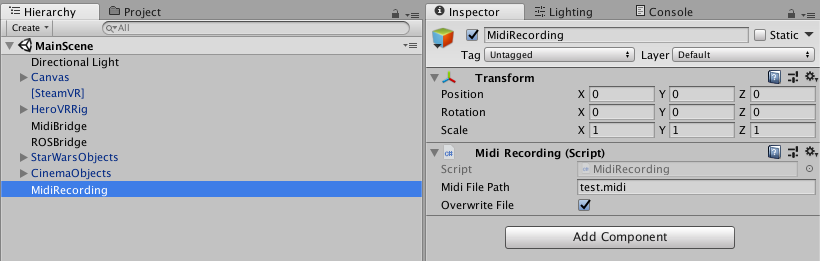 Hierarchy Project
Create All
MainScene
Directional Light
Canvas
[SteamVR]
HeroVRRig
MidiBridge
ROSBridge
StarWarsObjects
CinemaObjects
MidiRecording
Inspector Lighting Console
MidiRecording Static
Tag Untagged Layer Default
Transform
Position X 0 Y 0 Z 0
Rotation X 0 Y 0 Z 0
Scale X 1 Y 1 Z 1
C# Midi Recording (Script)
Script MidiRecording
Midi File Path test.midi
Overwrite File
Add Component